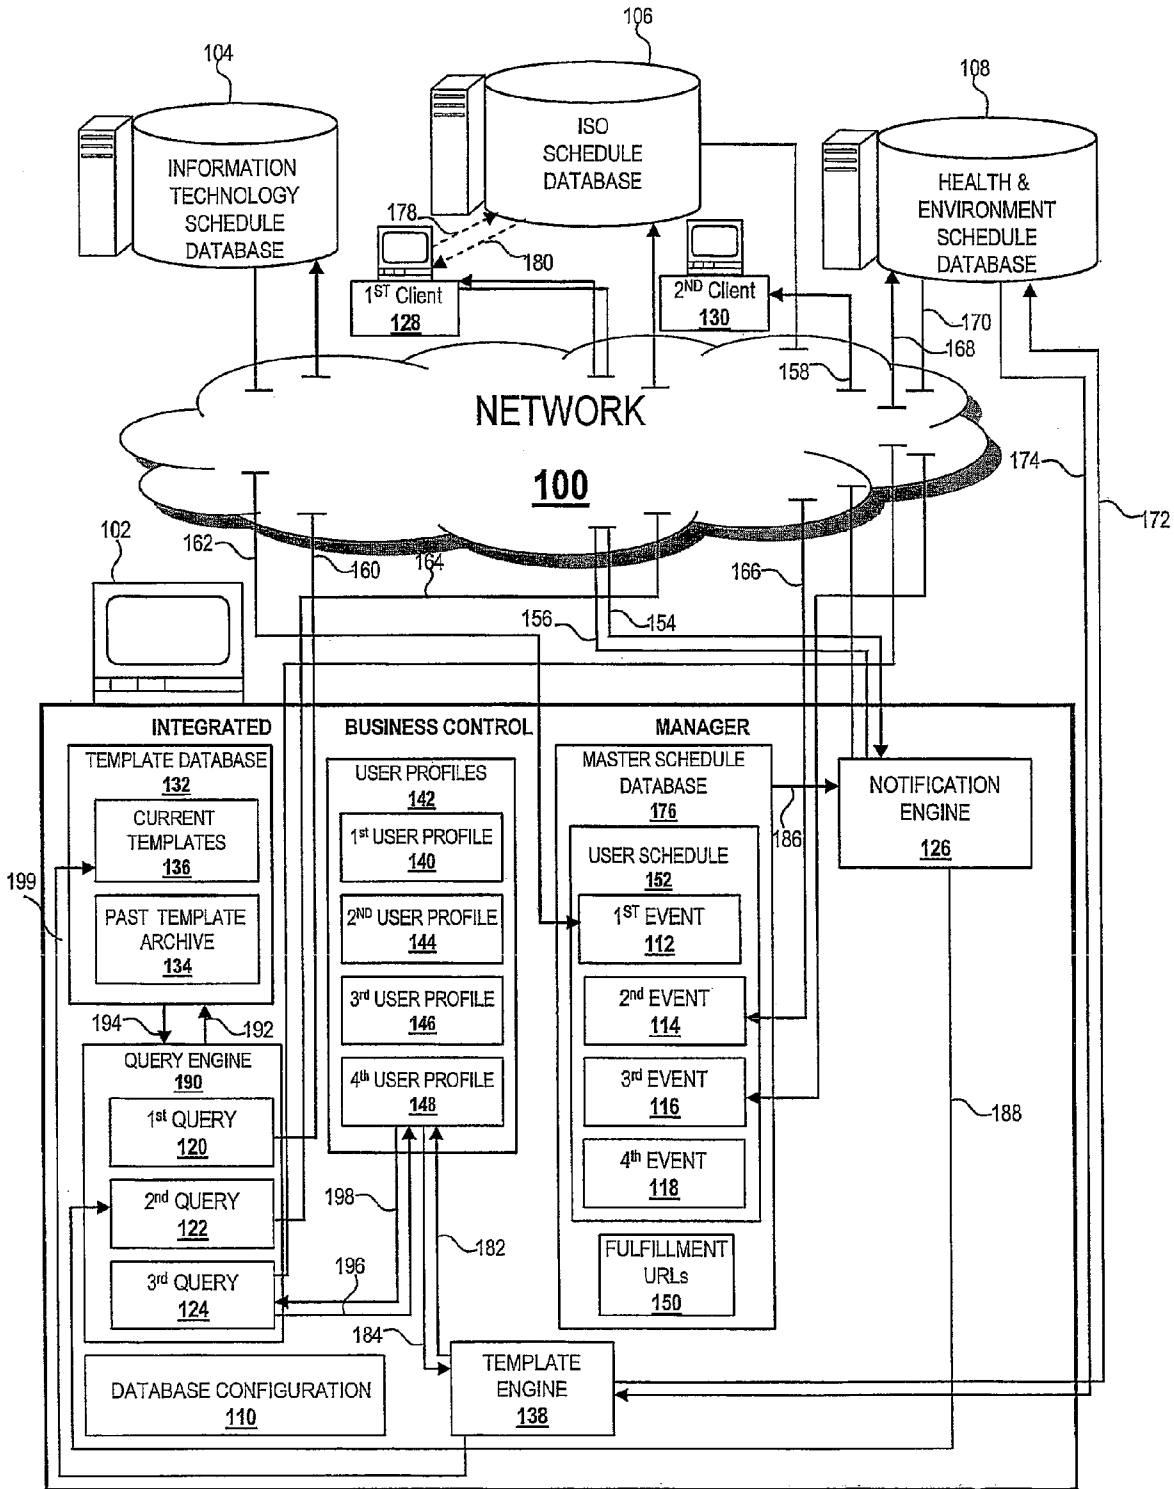 106
104
108
ISO
SCHEDULE
DATABASE
INFORMATION
TECHNOLOGY
SCHEDULE
DATABASE
HEALTH &
ENVIRONMENT
SCHEDULE
DATABASE
178
180
1ST Client
128
2ND Client
130
170
168
158
NETWORK
100
174
172
102
162
160
164
166
156
154
INTEGRATED
BUSINESS CONTROL
MANAGER
TEMPLATE DATABASE
132
CURRENT
TEMPLATES
136
PAST TEMPLATE
ARCHIVE
134
199
USER PROFILES
142
1st USER PROFILE
140
2ND USER PROFILE
144
3rd USER PROFILE
146
4th USER PROFILE
148
MASTER SCHEDULE
DATABASE
176
USER SCHEDULE
152
1ST EVENT
112
2nd EVENT
114
3rd EVENT
116
4th EVENT
118
FULFILLMENT
URLs
150
186
NOTIFICATION
ENGINE
126
188
194
192
QUERY ENGINE
190
1st QUERY
120
2nd QUERY
122
3rd QUERY
124
198
196
182
184
DATABASE CONFIGURATION
110
TEMPLATE
ENGINE
138